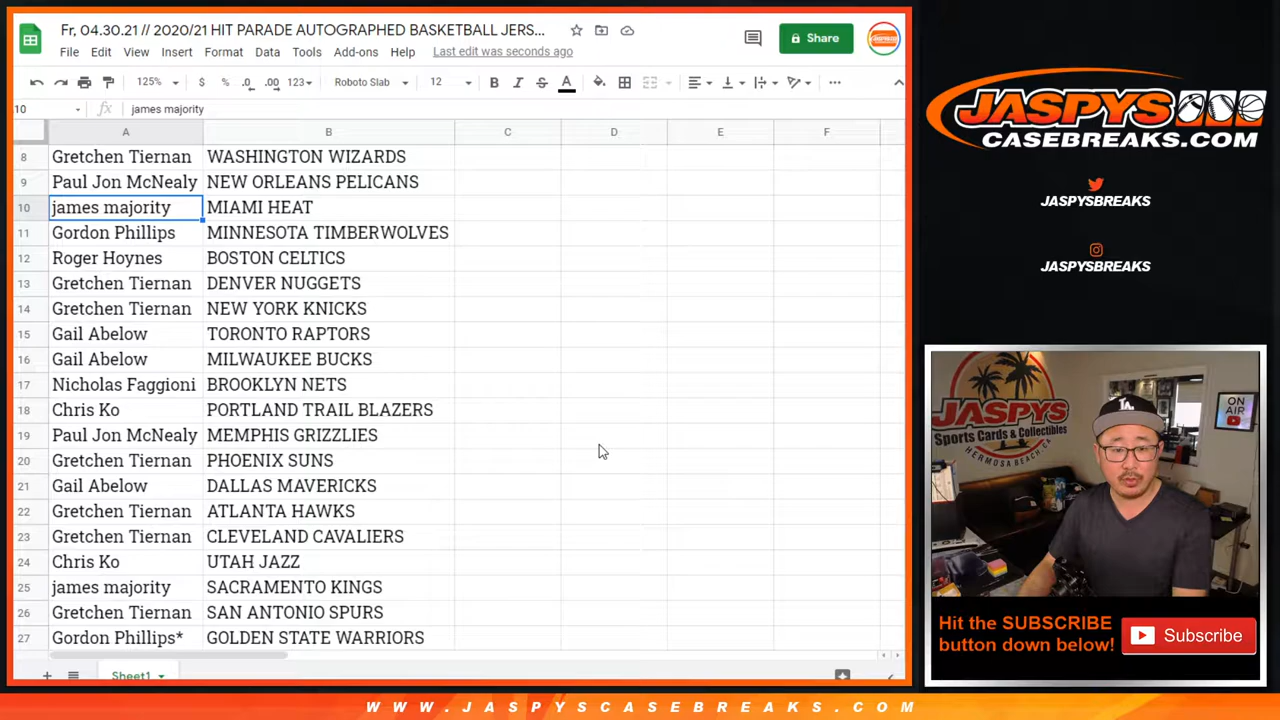 Fr, 04.30.21 // 2020/21 HIT PARADE AUTOGRAPHED BASKETBALL JERS...
File Edit View Insert Format Data Tools Add-ons Help Last edit was seconds ago
Share
125% $ % .0 .00 123 Roboto Slab 12 B I S A
10 fx james majority
A B C D E F
8 Gretchen Tiernan WASHINGTON WIZARDS
9 Paul Jon McNealy NEW ORLEANS PELICANS
10 james majority MIAMI HEAT
11 Gordon Phillips MINNESOTA TIMBERWOLVES
12 Roger Hoynes BOSTON CELTICS
13 Gretchen Tiernan DENVER NUGGETS
14 Gretchen Tiernan NEW YORK KNICKS
15 Gail Abelow TORONTO RAPTORS
16 Gail Abelow MILWAUKEE BUCKS
17 Nicholas Faggioni BROOKLYN NETS
18 Chris Ko PORTLAND TRAIL BLAZERS
19 Paul Jon McNealy MEMPHIS GRIZZLIES
20 Gretchen Tiernan PHOENIX SUNS
21 Gail Abelow DALLAS MAVERICKS
22 Gretchen Tiernan ATLANTA HAWKS
23 Gretchen Tiernan CLEVELAND CAVALIERS
24 Chris Ko UTAH JAZZ
25 james majority SACRAMENTO KINGS
26 Gretchen Tiernan SAN ANTONIO SPURS
27 Gordon Phillips* GOLDEN STATE WARRIORS
Sheet1
JASPYS
CASEBREAKS.COM
JASPYSBREAKS
JASPYSBREAKS
JASPYS
Sports Cards & Collectibles
HERMOSA BEACH, CA
ON
AIR
LA
Hit the SUBSCRIBE
button down below!
Subscribe
WWW.JASPYSCASEBREAKS.COM